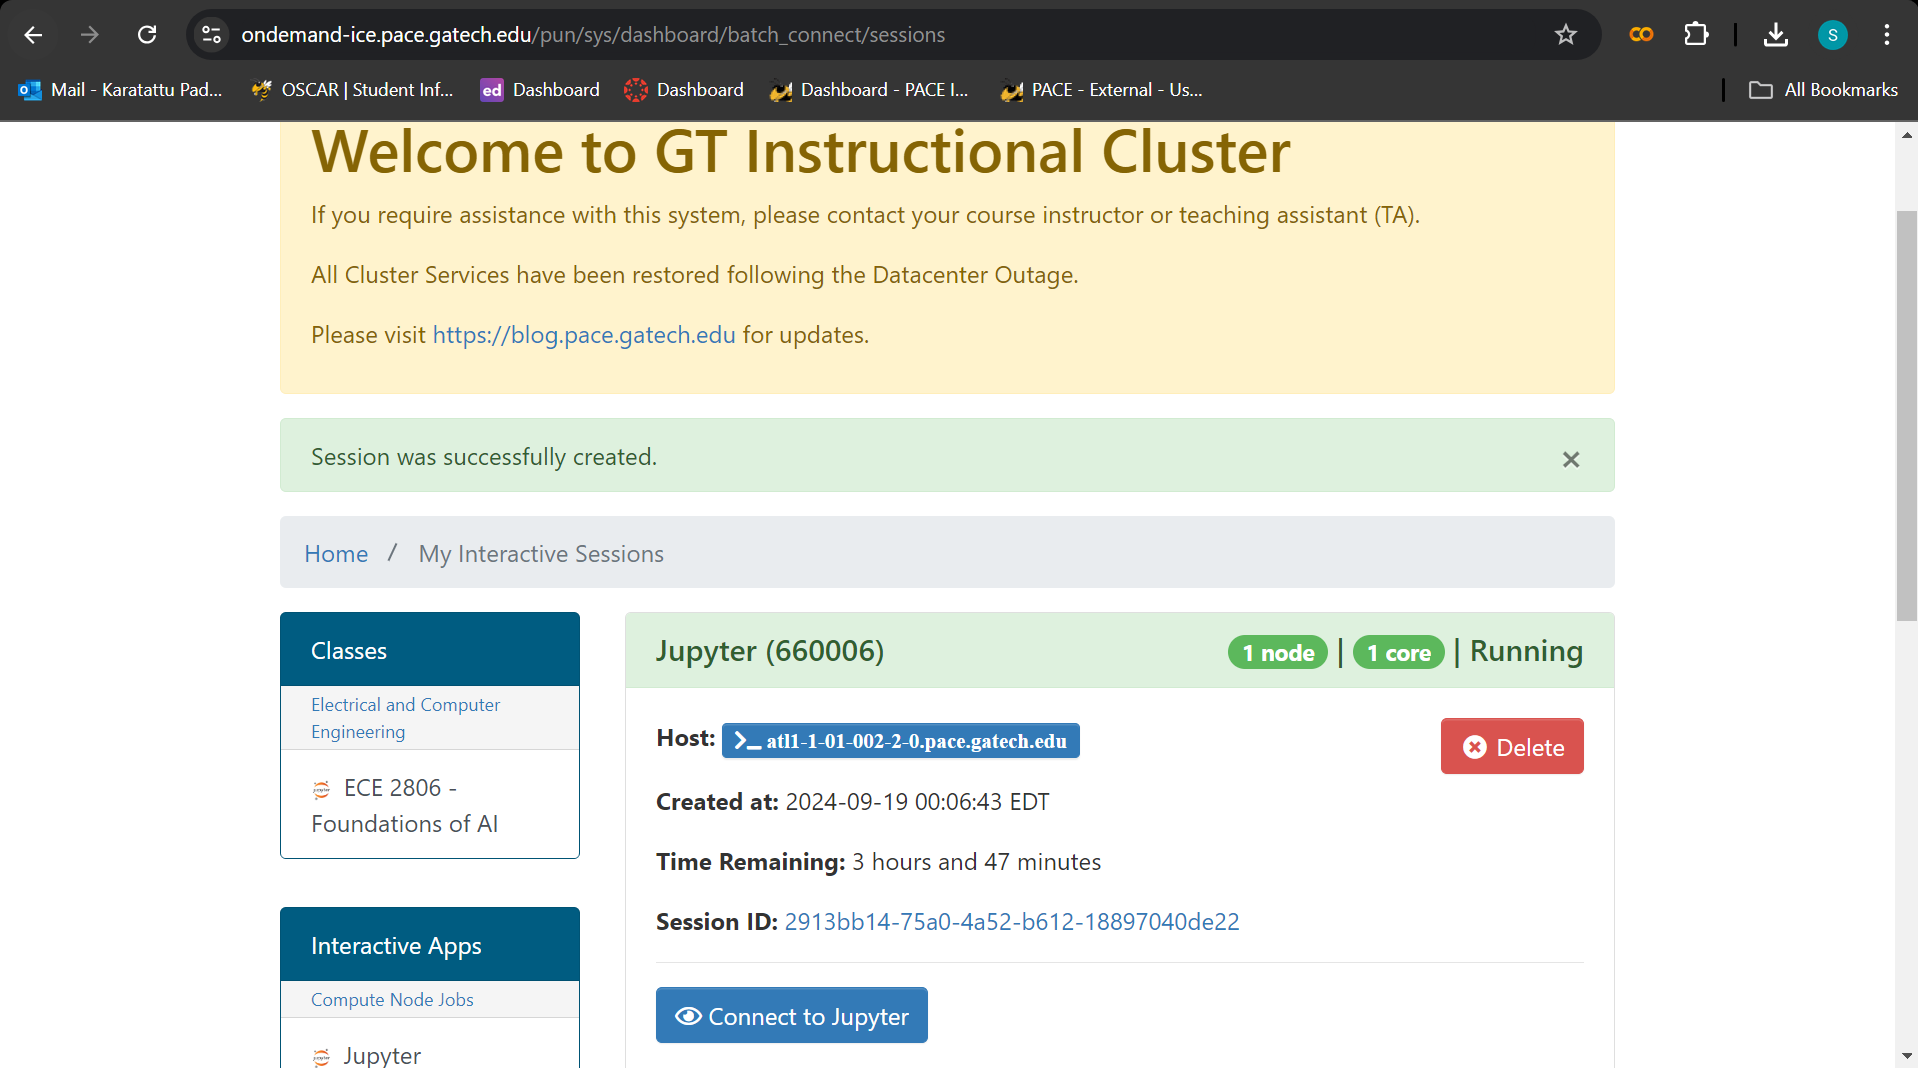 ondemand-ice.pace.gatech.edu/pun/sys/dashboard/batch_connect/sessions
S
Mail - Karatattu Pad...
OSCAR | Student Inf...
ed Dashboard
Dashboard
Dashboard - PACE I...
PACE - External - Us...
All Bookmarks
Welcome to GT Instructional Cluster
If you require assistance with this system, please contact your course instructor or teaching assistant (TA).
All Cluster Services have been restored following the Datacenter Outage.
Please visit https://blog.pace.gatech.edu for updates.
Session was successfully created.
×
Home / My Interactive Sessions
Classes
Electrical and Computer
Engineering
ECE 2806 -
Foundations of AI
Interactive Apps
Compute Node Jobs
Jupyter
Jupyter (660006)
1 node | 1 core | Running
Host: >_ atl1-1-01-002-2-0.pace.gatech.edu
Delete
Created at: 2024-09-19 00:06:43 EDT
Time Remaining: 3 hours and 47 minutes
Session ID: 2913bb14-75a0-4a52-b612-18897040de22
Connect to Jupyter